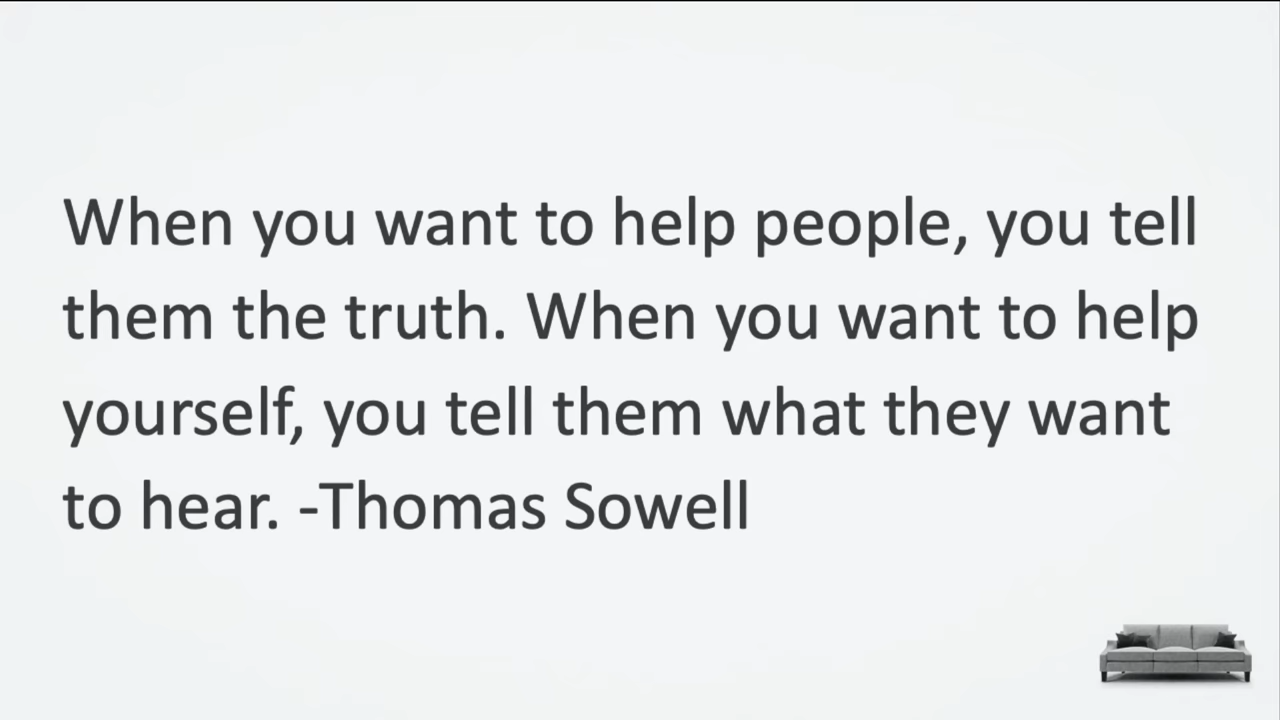 When you want to help people, you tell
them the truth. When you want to help
yourself, you tell them what they want
to hear. -Thomas Sowell